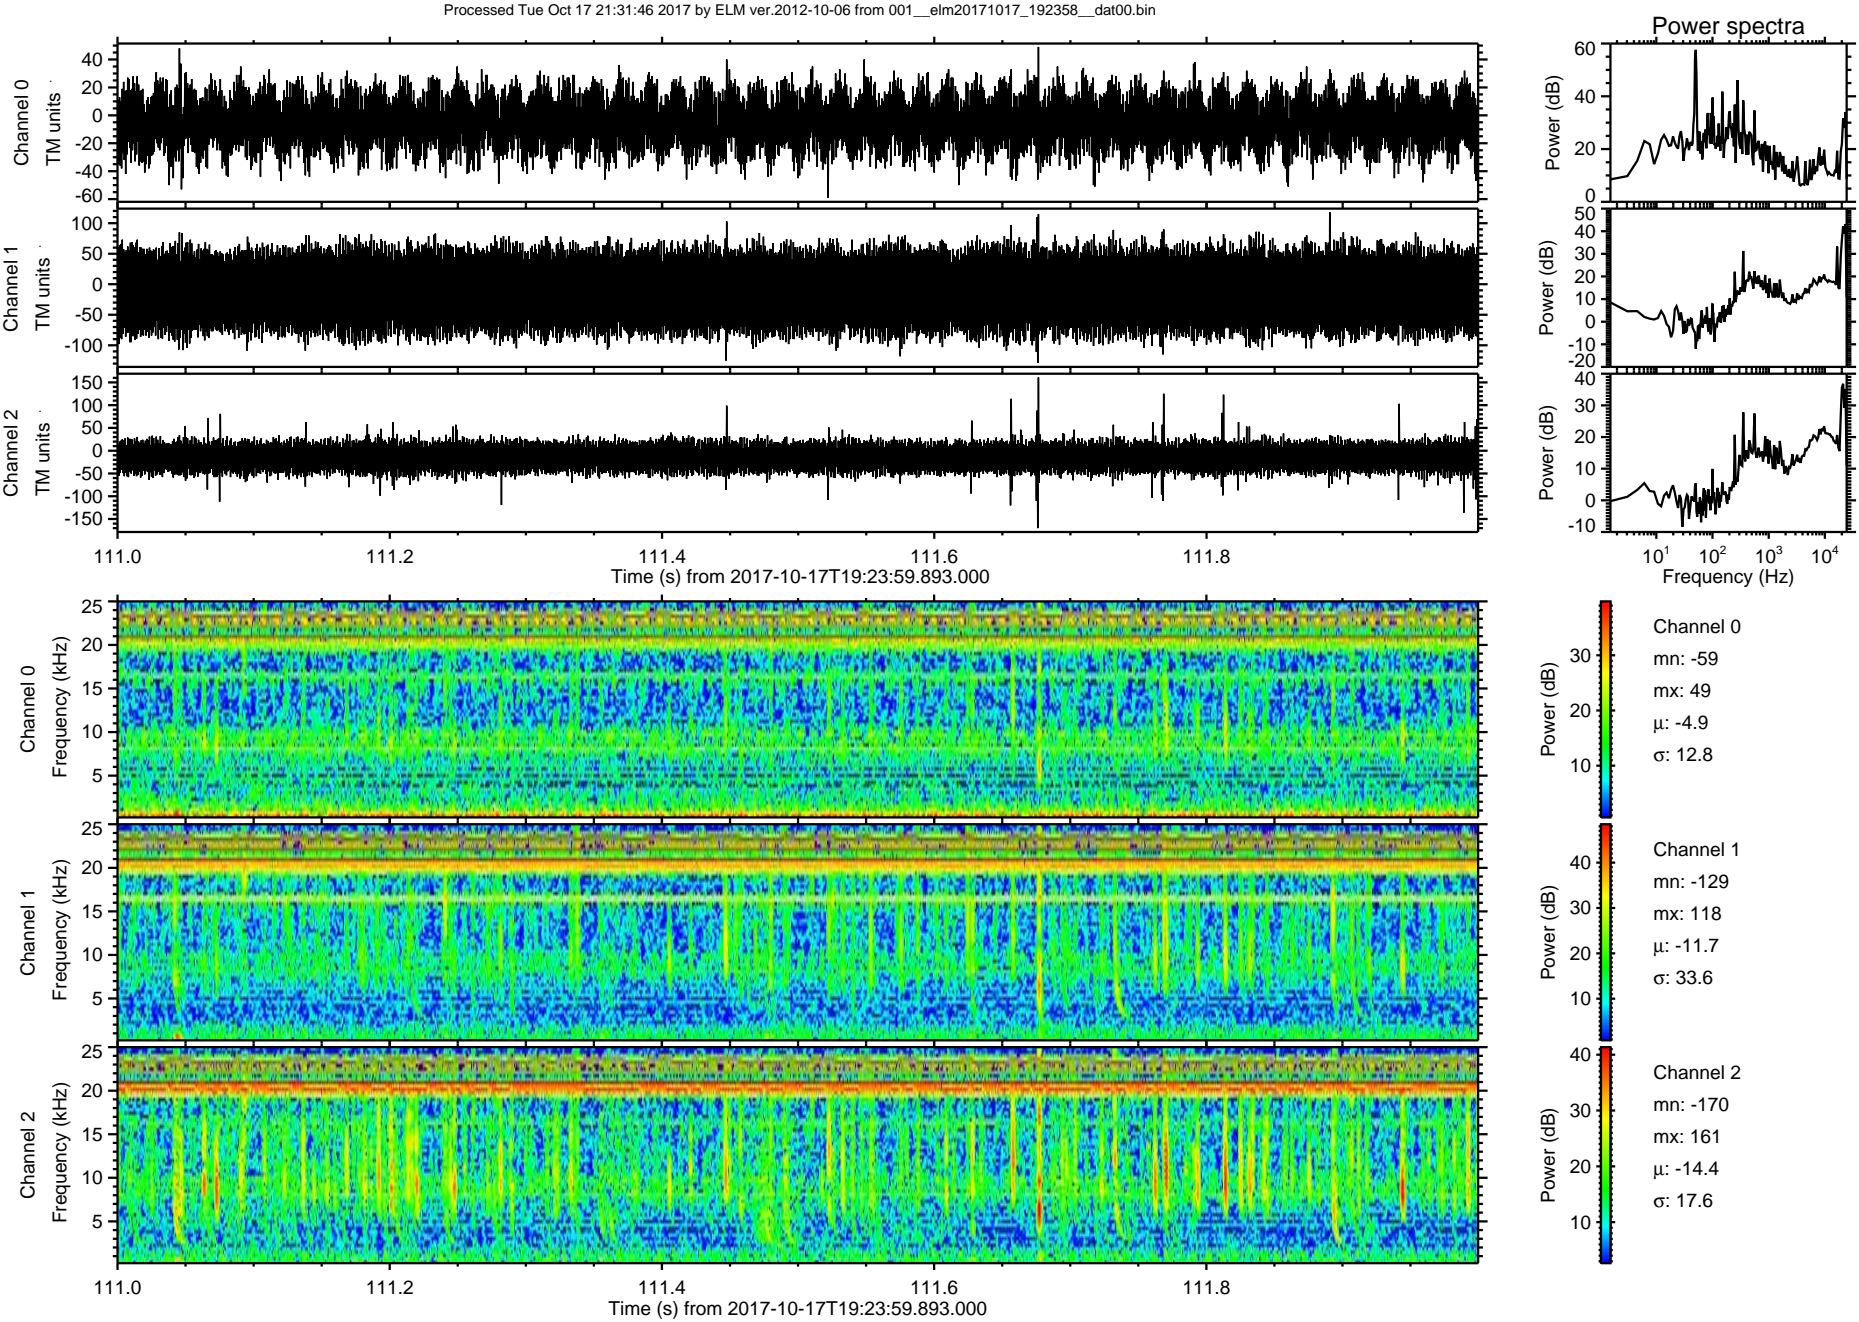 Processed Tue Oct 17 21:31:46 2017 by ELM ver.2012-10-06 from 001__elm20171017_192358__dat00.bin
Power spectra
Channel 0
TM units
40
20
0
-20
-40
-60
Power (dB)
60
40
20
0
Channel 1
TM units
100
50
0
-50
-100
Power (dB)
50
40
30
20
10
0
-10
-20
Channel 2
TM units
150
100
50
0
-50
-100
-150
Power (dB)
40
30
20
10
0
-10
111.0 111.2 111.4 111.6 111.8
Time (s) from 2017-10-17T19:23:59.893.000
10^1 10^2 10^3 10^4
Frequency (Hz)
Channel 0
Frequency (kHz)
25
20
15
10
5
Power (dB)
30
20
10
Channel 0
mn: -59
mx: 49
µ: -4.9
σ: 12.8
Channel 1
Frequency (kHz)
25
20
15
10
5
Power (dB)
40
30
20
10
Channel 1
mn: -129
mx: 118
µ: -11.7
σ: 33.6
Channel 2
Frequency (kHz)
25
20
15
10
5
Power (dB)
40
30
20
10
Channel 2
mn: -170
mx: 161
µ: -14.4
σ: 17.6
111.0 111.2 111.4 111.6 111.8
Time (s) from 2017-10-17T19:23:59.893.000